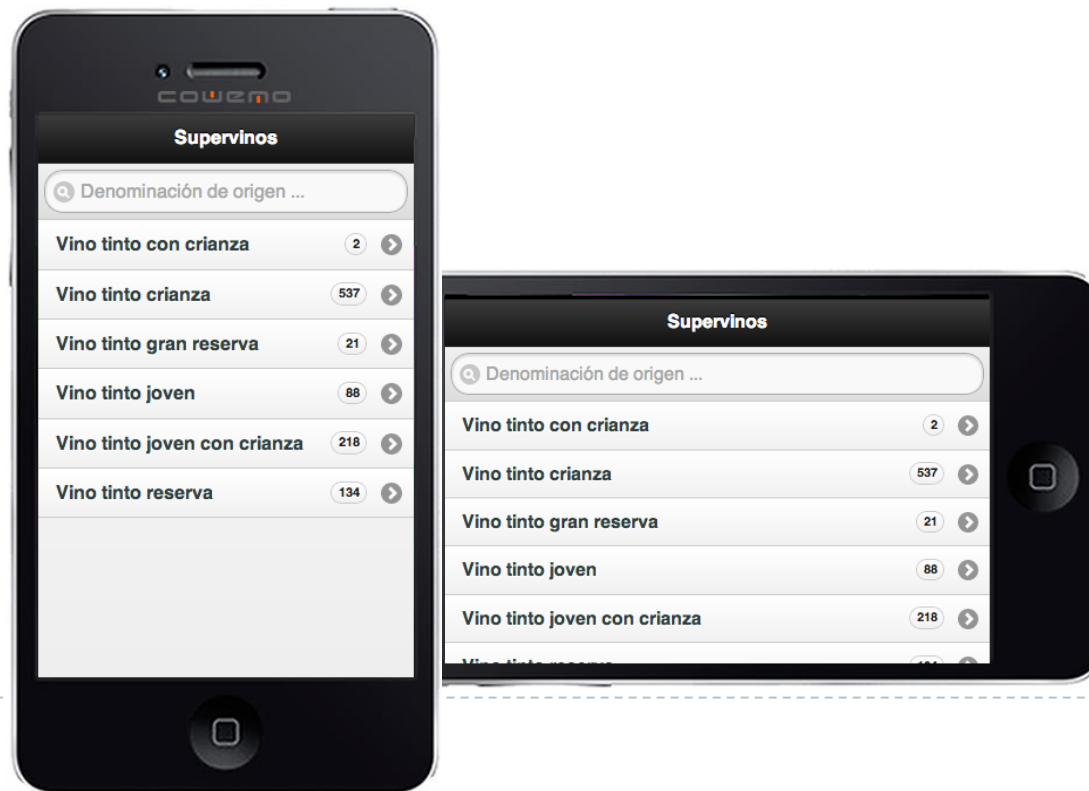 cowemo
Supervinos
Denominación de origen ...
Vino tinto con crianza 2
Vino tinto crianza 537
Vino tinto gran reserva 21
Vino tinto joven 88
Vino tinto joven con crianza 218
Vino tinto reserva 134
Supervinos
Denominación de origen ...
Vino tinto con crianza 2
Vino tinto crianza 537
Vino tinto gran reserva 21
Vino tinto joven 88
Vino tinto joven con crianza 218
Vino tinto reserva